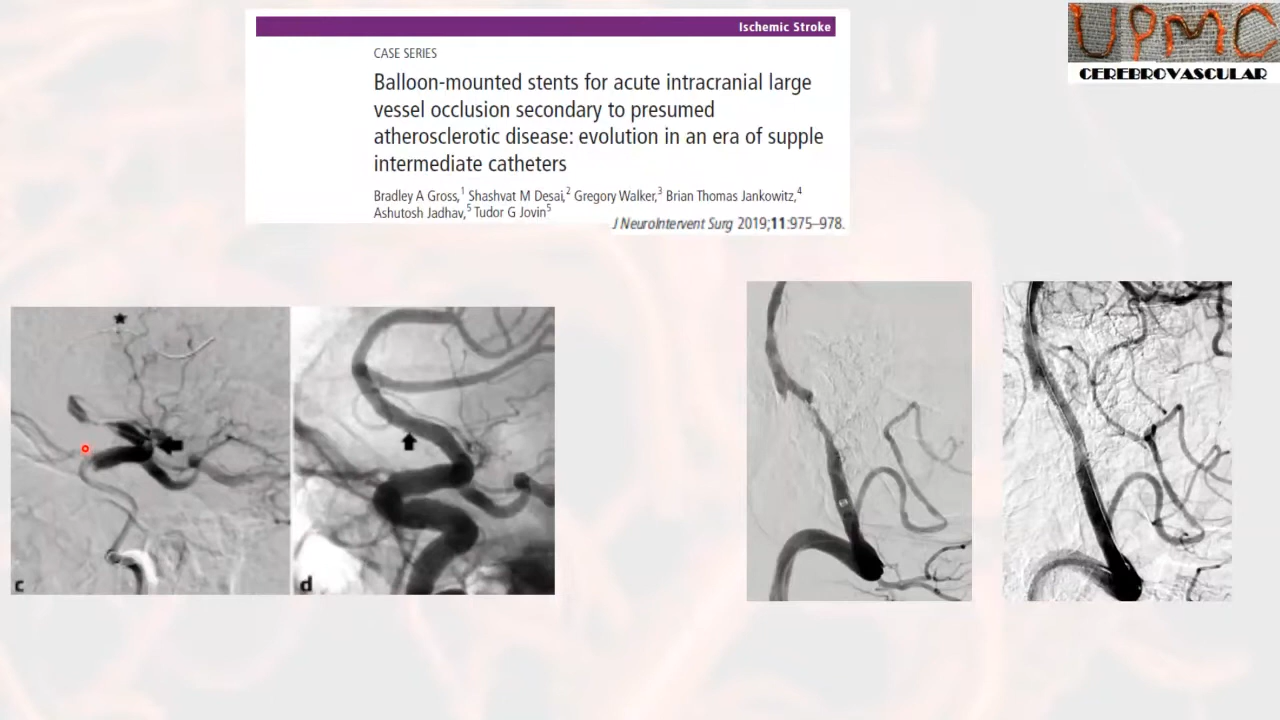 UPMC
CEREBROVASCULAR
Ischemic Stroke
CASE SERIES
Balloon-mounted stents for acute intracranial large
vessel occlusion secondary to presumed
atherosclerotic disease: evolution in an era of supple
intermediate catheters
Bradley A Gross,1 Shashvat M Desai,2 Gregory Walker,3 Brian Thomas Jankowitz,4
Ashutosh Jadhav,5 Tudor G Jovin5
J NeuroIntervent Surg 2019;11:975–978.
c
d